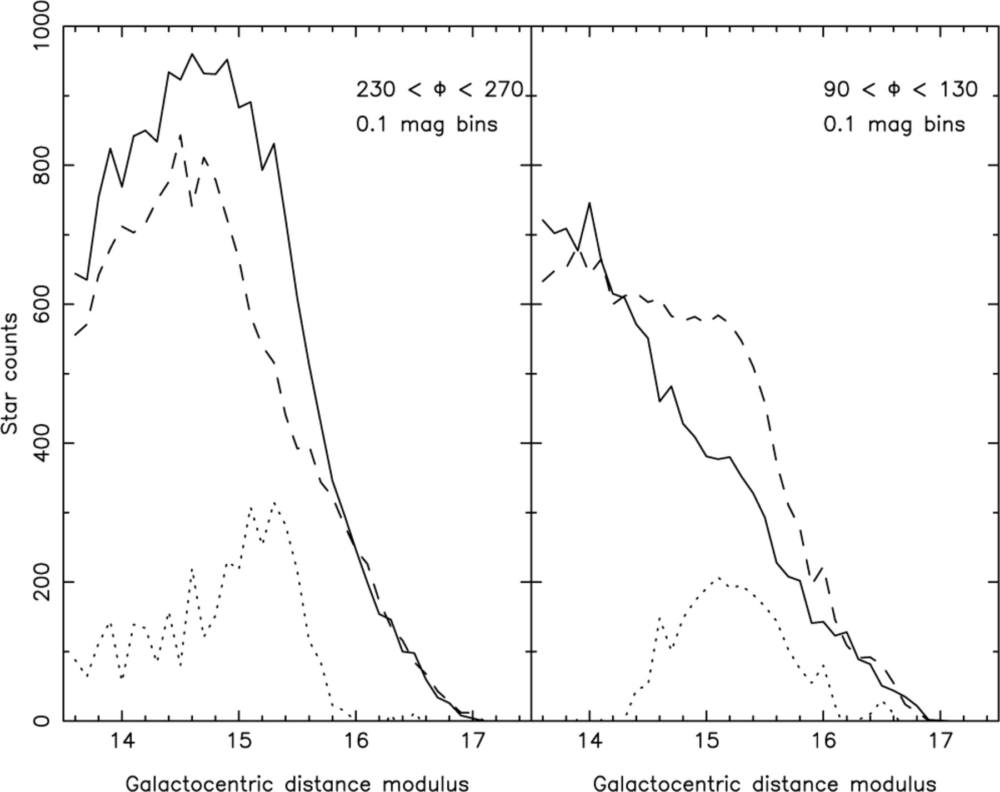 1000
800
600
400
200
0
Star counts
230 < Φ < 270
0.1 mag bins
90 < Φ < 130
0.1 mag bins
14 15 16 17
14 15 16 17
Galactocentric distance modulus
Galactocentric distance modulus